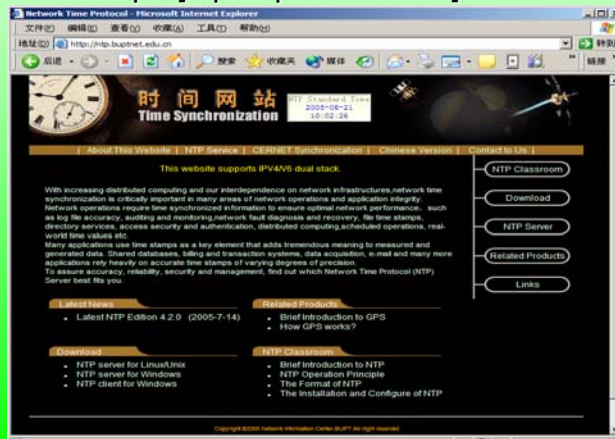 Network Time Protocol - Microsoft Internet Explorer
文件(F) 编辑(E) 查看(V) 收藏(A) 工具(T) 帮助(H)
地址(D) http://ntp.buptnet.edu.cn 转到
后退 搜索 收藏夹 媒体 链接
时间网站
Time Synchronization
NTP Standard Time
2005-08-21
10:02:26
| About This Website | NTP Service | CERNET Synchronization | Chinese Version | Contact to Us |
This website supports IPV4/V6 dual stack.
With increasing distributed computing and our interdependence on network infrastructures,network time
synchronization is critically important in many areas of network operations and application integrity.
Network operations require time synchronized information to ensure optimal network performance. such
as log file accuracy, auditing and monitoring,network fault diagnosis and recovery, file time stamps,
directory services, access security and authentication, distributed computing,scheduled operations, real-
world time values etc.
Many applications use time stamps as a key element that adds tremendous meaning to measured and
generated data. Shared databases, billing and transaction systems, data acquisition, e-mail and many more
applications rely heavily on accurate time stamps of varying degrees of precision.
To assure accuracy, reliability, security and management, find out which Network Time Protocol (NTP)
Server best fits you.
NTP Classroom
Download
NTP Server
Related Products
Links
Latest News
Latest NTP Edition 4.2.0 (2005-7-14)
Related Products
Brief Introduction to GPS
How GPS works?
Download
NTP server for Linux/Unix
NTP server for Windows
NTP client for Windows
NTP Classroom
Brief Introduction to NTP
NTP Operation Principle
The Format of NTP
The Installation and Configure of NTP
Copyright ©2005 Network Information Center,BUPT All right reserved